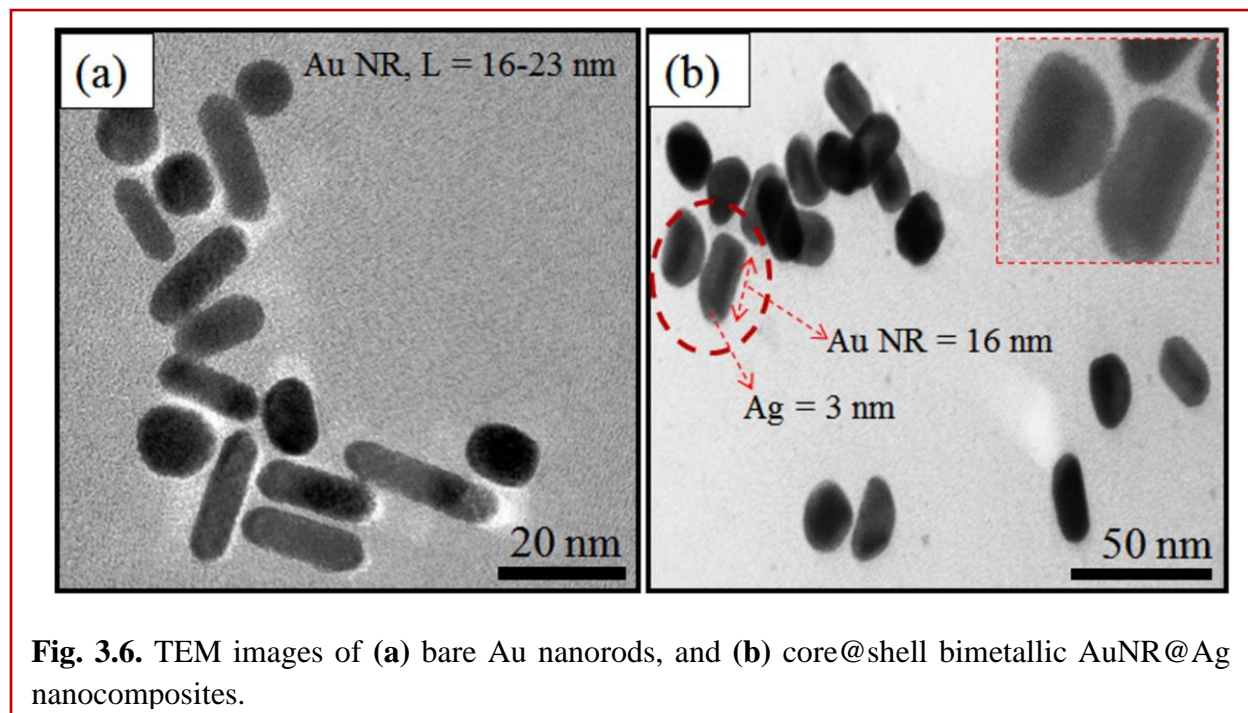 (a)
Au NR, L = 16-23 nm
20 nm
(b)
Au NR = 16 nm
Ag = 3 nm
50 nm
Fig. 3.6. TEM images of (a) bare Au nanorods, and (b) core@shell bimetallic AuNR@Ag
nanocomposites.